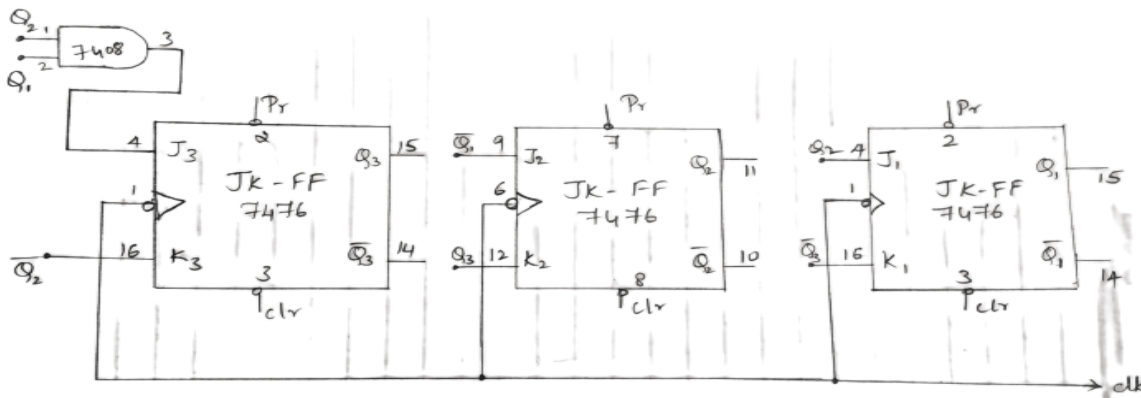 Q2 1
7408
3
Q1 2
Pr
2
4 J3
Q3 15
JK-FF
7476
1
Q̅2
16 K3
Q̅3 14
3
Clr
Pr
7
Q̅1 9 J2
Q2 11
JK-FF
7476
6
Q3 12 K2
Q̅2 10
8
Clr
Pr
2
Q2 4 J1
Q1 15
JK-FF
7476
1
Q̅3 16 K1
Q̅1 14
3
Clr
clk